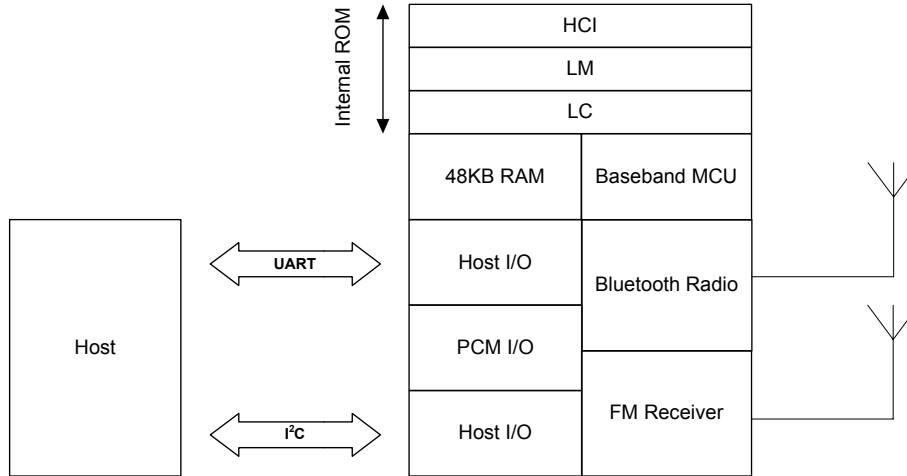 Internal ROM
HCI
LM
LC
48KB RAM
Baseband MCU
UART
Host I/O
Bluetooth Radio
Host
PCM I/O
FM Receiver
I²C
Host I/O